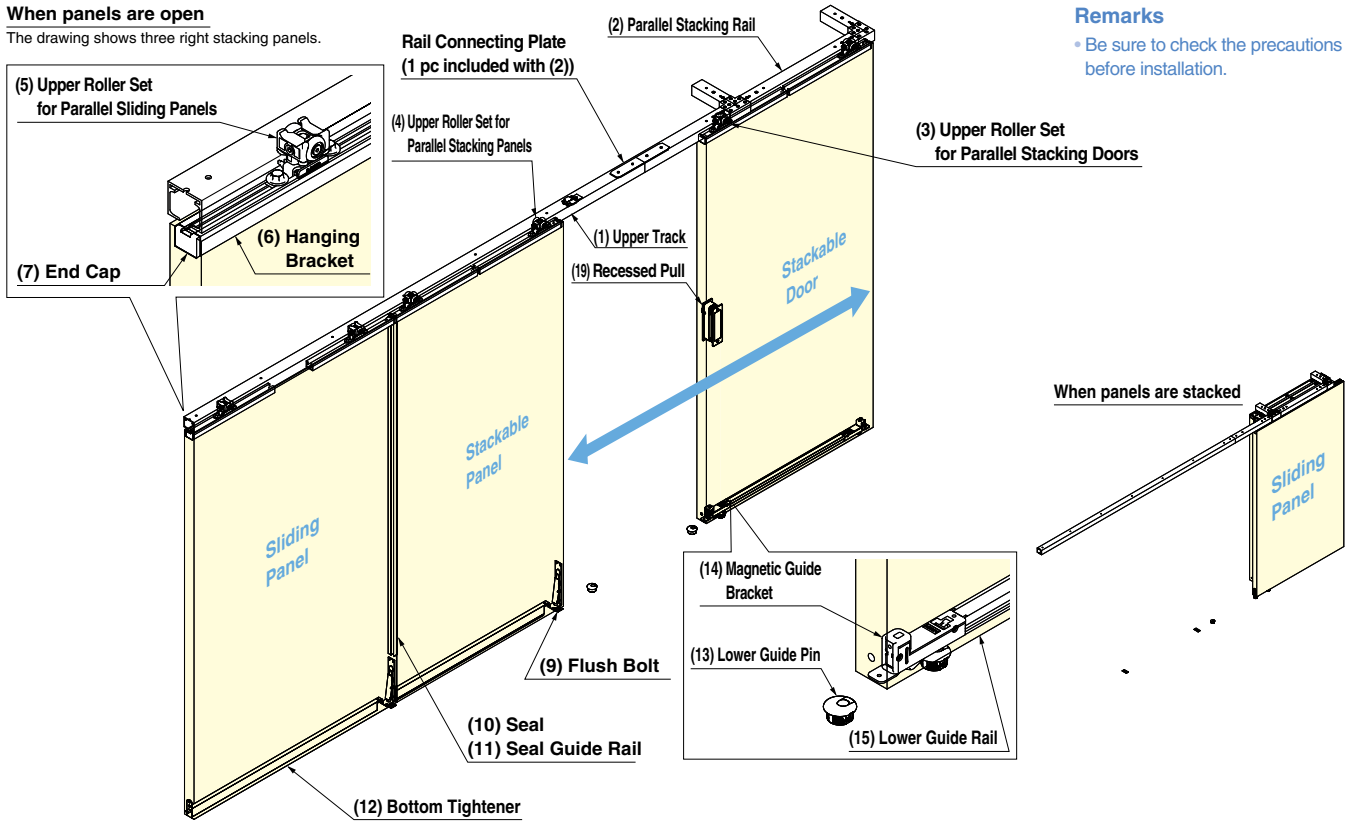 When panels are open
The drawing shows three right stacking panels.
(5) Upper Roller Set
for Parallel Sliding Panels
(6) Hanging
Bracket
(7) End Cap
Rail Connecting Plate
(1 pc included with (2))
(4) Upper Roller Set for
Parallel Stacking Panels
(2) Parallel Stacking Rail
Remarks
• Be sure to check the precautions
before installation.
(3) Upper Roller Set
for Parallel Stacking Doors
(1) Upper Track
(19) Recessed Pull
Stackable
Door
Stackable
Panel
Sliding
Panel
When panels are stacked
Sliding
Panel
(14) Magnetic Guide
Bracket
(13) Lower Guide Pin
(15) Lower Guide Rail
(9) Flush Bolt
(10) Seal
(11) Seal Guide Rail
(12) Bottom Tightener